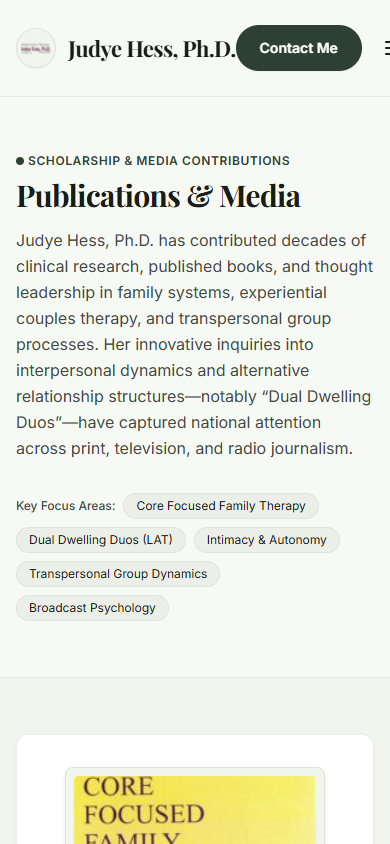 Judye Hess, Ph.D.
Contact Me
SCHOLARSHIP & MEDIA CONTRIBUTIONS
Publications & Media
Judye Hess, Ph.D. has contributed decades of
clinical research, published books, and thought
leadership in family systems, experiential
couples therapy, and transpersonal group
processes. Her innovative inquiries into
interpersonal dynamics and alternative
relationship structures—notably “Dual Dwelling
Duos”—have captured national attention
across print, television, and radio journalism.
Key Focus Areas:
Core Focused Family Therapy
Dual Dwelling Duos (LAT)
Intimacy & Autonomy
Transpersonal Group Dynamics
Broadcast Psychology
CORE
FOCUSED
FAMILY